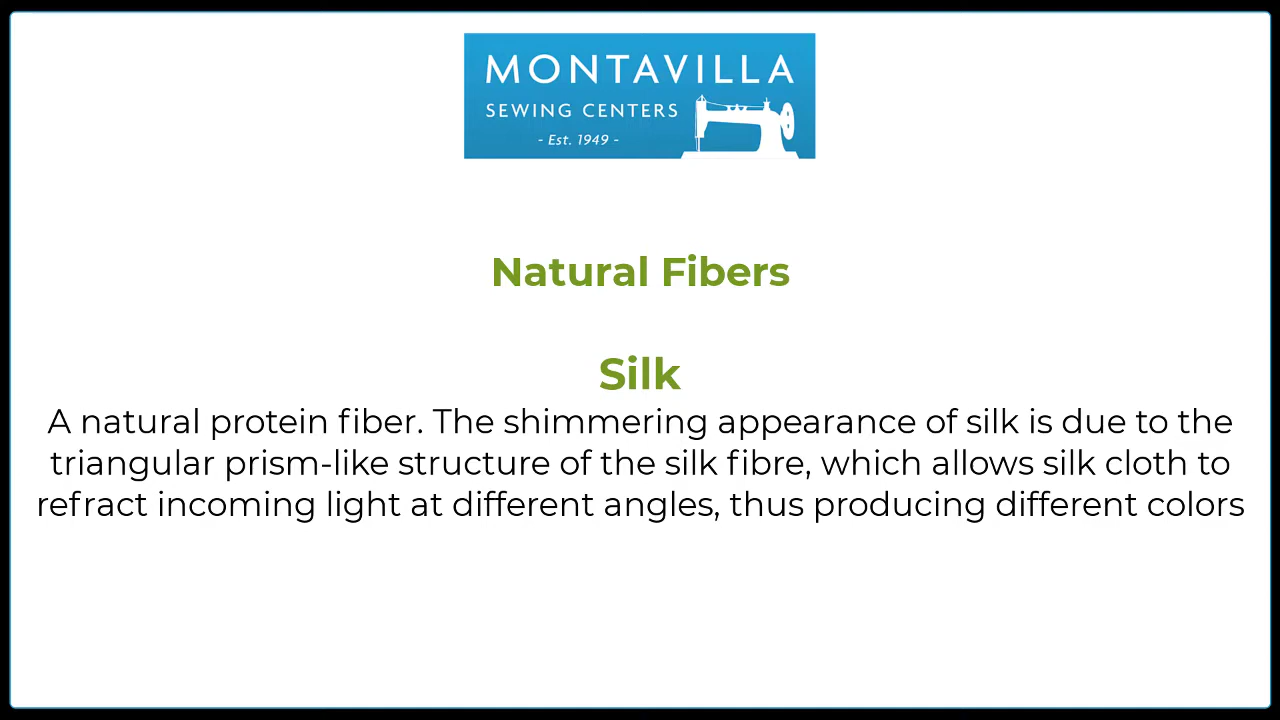 MONTAVILLA
SEWING CENTERS
- Est. 1949 -
Natural Fibers
Silk
A natural protein fiber. The shimmering appearance of silk is due to the
triangular prism-like structure of the silk fibre, which allows silk cloth to
refract incoming light at different angles, thus producing different colors